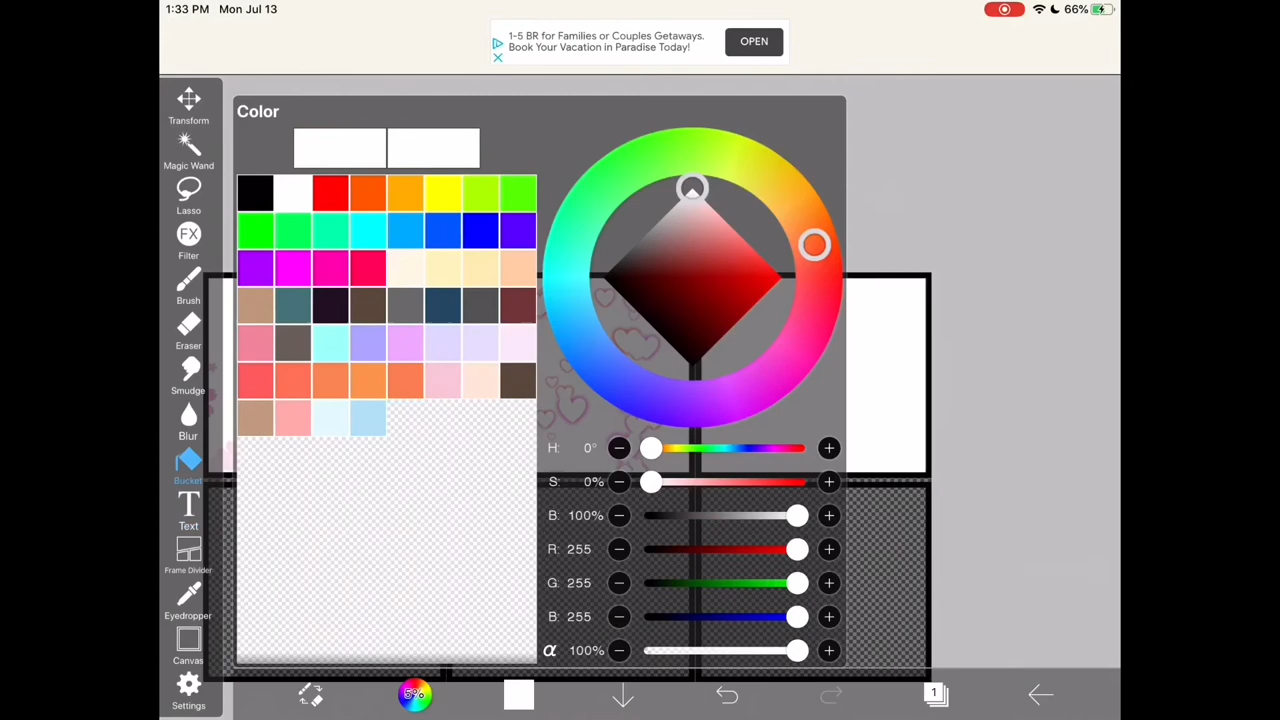 1:33 PM Mon Jul 13
66%
1-5 BR for Families or Couples Getaways.
Book Your Vacation in Paradise Today!
OPEN
Transform
Magic Wand
Lasso
FX
Filter
Brush
Eraser
Smudge
Blur
Bucket
T
Text
Frame Divider
Eyedropper
Canvas
Settings
Color
H: 0°
S: 0%
B: 100%
R: 255
G: 255
B: 255
α 100%
5%
1